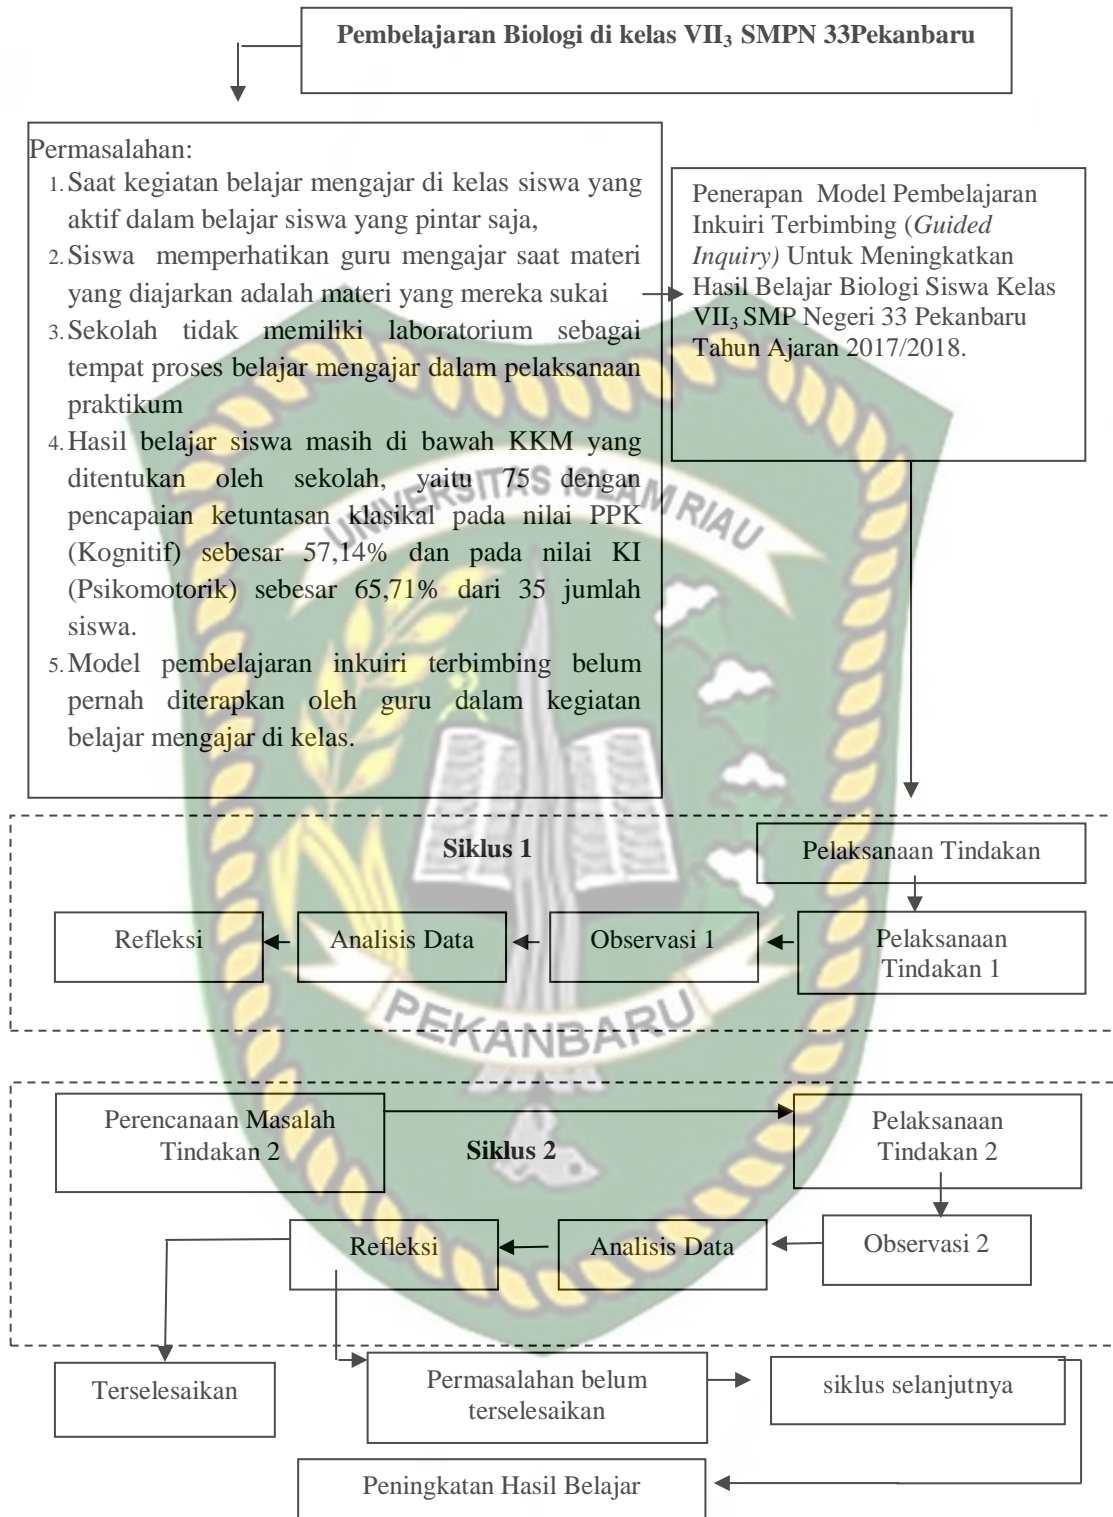 Pembelajaran Biologi di kelas VII₃ SMPN 33Pekanbaru
Permasalahan:
1. Saat kegiatan belajar mengajar di kelas siswa yang
aktif dalam belajar siswa yang pintar saja,
2. Siswa memperhatikan guru mengajar saat materi
yang diajarkan adalah materi yang mereka sukai
3. Sekolah tidak memiliki laboratorium sebagai
tempat proses belajar mengajar dalam pelaksanaan
praktikum
4. Hasil belajar siswa masih di bawah KKM yang
ditentukan oleh sekolah, yaitu 75 dengan
pencapaian ketuntasan klasikal pada nilai PPK
(Kognitif) sebesar 57,14% dan pada nilai KI
(Psikomotorik) sebesar 65,71% dari 35 jumlah
siswa.
5. Model pembelajaran inkuiri terbimbing belum
pernah diterapkan oleh guru dalam kegiatan
belajar mengajar di kelas.
Penerapan Model Pembelajaran
Inkuiri Terbimbing (Guided
Inquiry) Untuk Meningkatkan
Hasil Belajar Biologi Siswa Kelas
VII₃ SMP Negeri 33 Pekanbaru
Tahun Ajaran 2017/2018.
UNIVERSITAS ISLAM RIAU
Siklus 1
Pelaksanaan Tindakan
Refleksi
Analisis Data
Observasi 1
Pelaksanaan
Tindakan 1
PEKANBARU
Perencanaan Masalah
Tindakan 2
Siklus 2
Pelaksanaan
Tindakan 2
Refleksi
Analisis Data
Observasi 2
Terselesaikan
Permasalahan belum
terselesaikan
siklus selanjutnya
Peningkatan Hasil Belajar